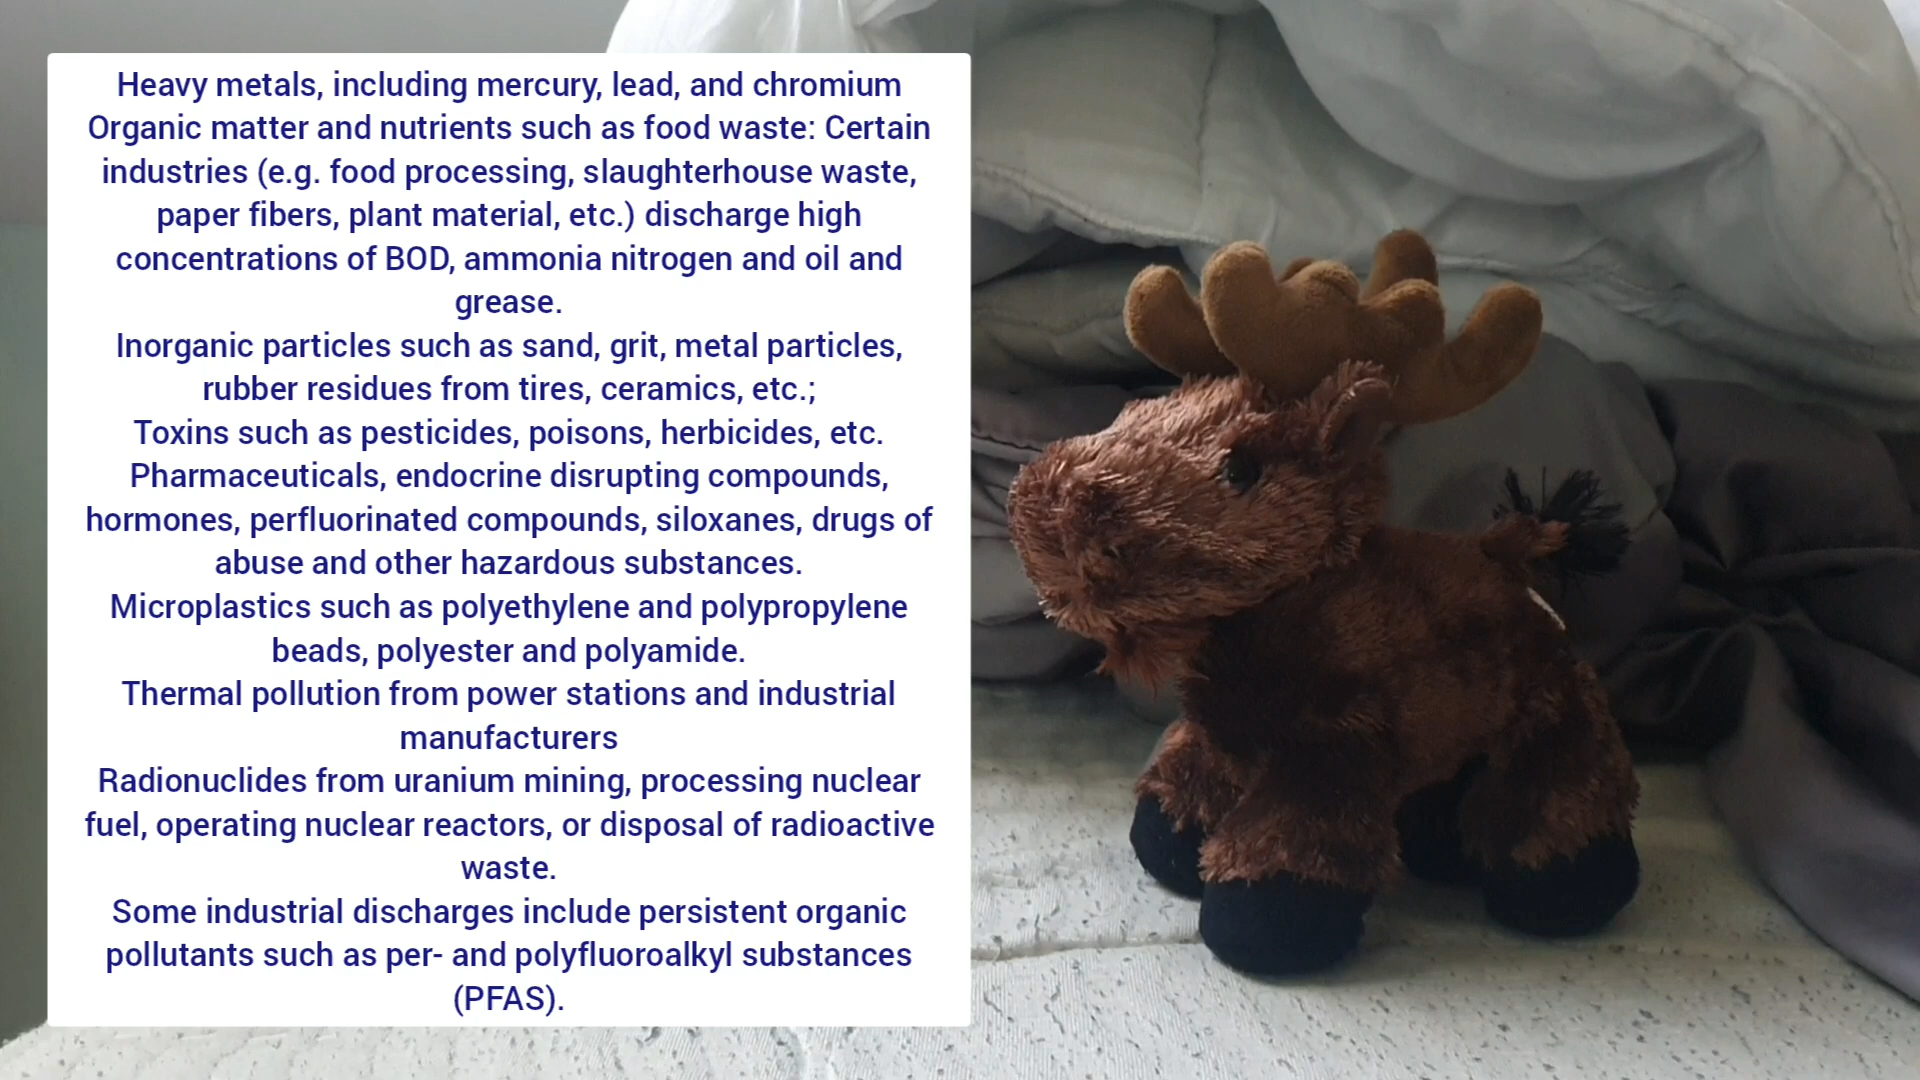 Heavy metals, including mercury, lead, and chromium
Organic matter and nutrients such as food waste: Certain
industries (e.g. food processing, slaughterhouse waste,
paper fibers, plant material, etc.) discharge high
concentrations of BOD, ammonia nitrogen and oil and
grease.
Inorganic particles such as sand, grit, metal particles,
rubber residues from tires, ceramics, etc.;
Toxins such as pesticides, poisons, herbicides, etc.
Pharmaceuticals, endocrine disrupting compounds,
hormones, perfluorinated compounds, siloxanes, drugs of
abuse and other hazardous substances.
Microplastics such as polyethylene and polypropylene
beads, polyester and polyamide.
Thermal pollution from power stations and industrial
manufacturers
Radionuclides from uranium mining, processing nuclear
fuel, operating nuclear reactors, or disposal of radioactive
waste.
Some industrial discharges include persistent organic
pollutants such as per- and polyfluoroalkyl substances
(PFAS).